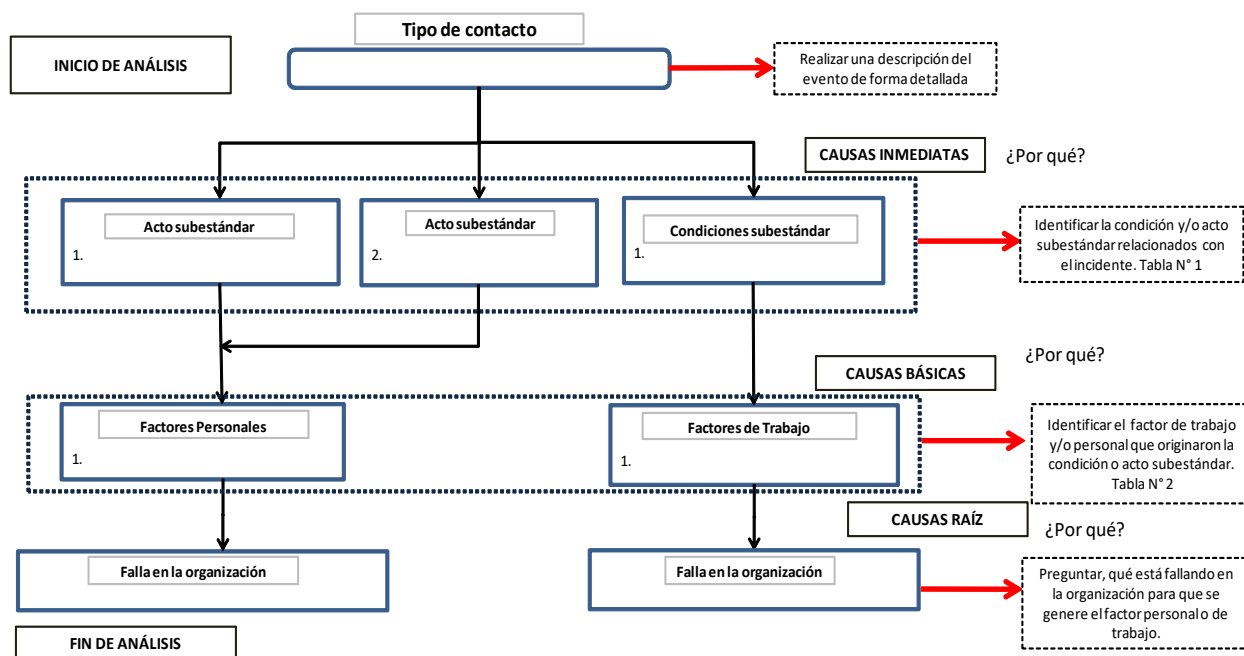 Tipo de contacto
INICIO DE ANÁLISIS
Realizar una descripción del
evento de forma detallada
CAUSAS INMEDIATAS
¿Por qué?
Acto subestándar
1.
Acto subestándar
2.
Condiciones subestándar
1.
Identificar la condición y/o acto
subestándar relacionados con
el incidente. Tabla N° 1
¿Por qué?
CAUSAS BÁSICAS
Factores Personales
1.
Factores de Trabajo
1.
Identificar el factor de trabajo
y/o personal que originaron la
condición o acto subestándar.
Tabla N° 2
CAUSAS RAÍZ
¿Por qué?
Falla en la organización
Falla en la organización
Preguntar, qué está fallando en
la organización para que se
genere el factor personal o de
trabajo.
FIN DE ANÁLISIS